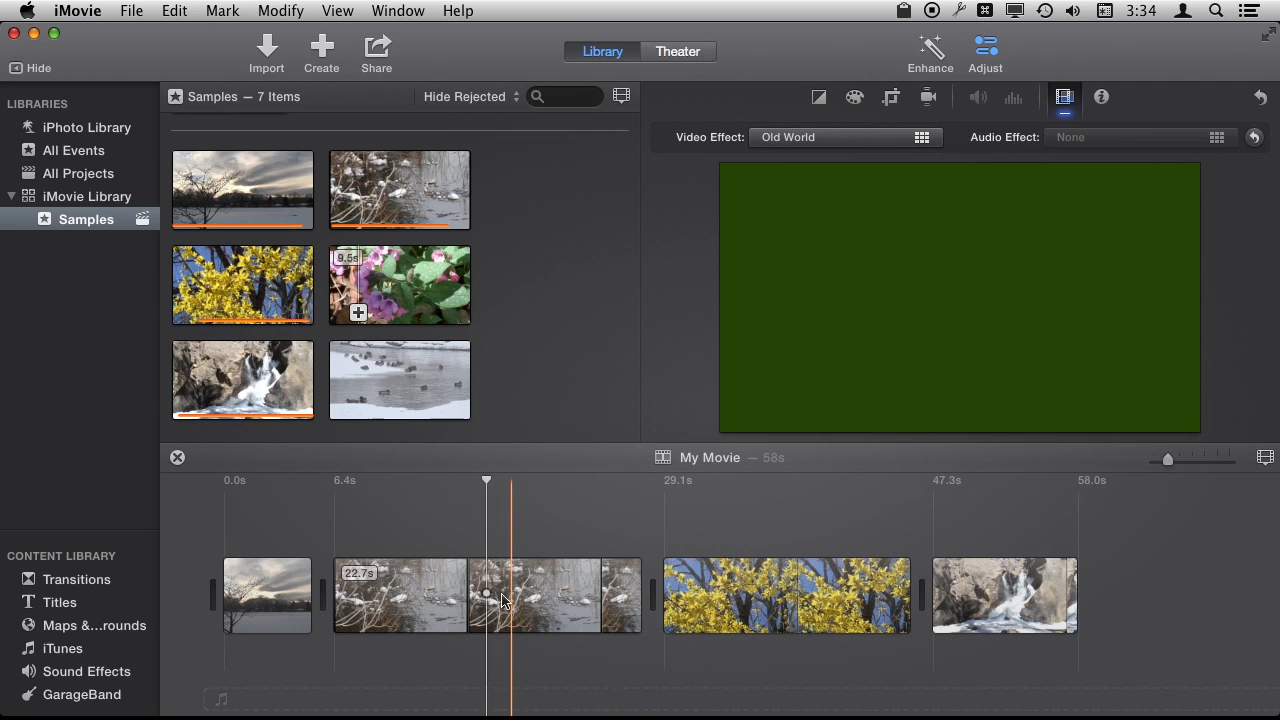 iMovie File Edit Mark Modify View Window Help 3:34
Import Create Share Library Theater Enhance Adjust
Hide
LIBRARIES
iPhoto Library
All Events
All Projects
iMovie Library
Samples
Samples — 7 Items Hide Rejected
Video Effect: Old World Audio Effect: None
9.5s
My Movie — 58s
0.0s 6.4s 29.1s 47.3s 58.0s
22.7s
CONTENT LIBRARY
Transitions
Titles
Maps &...rounds
iTunes
Sound Effects
GarageBand